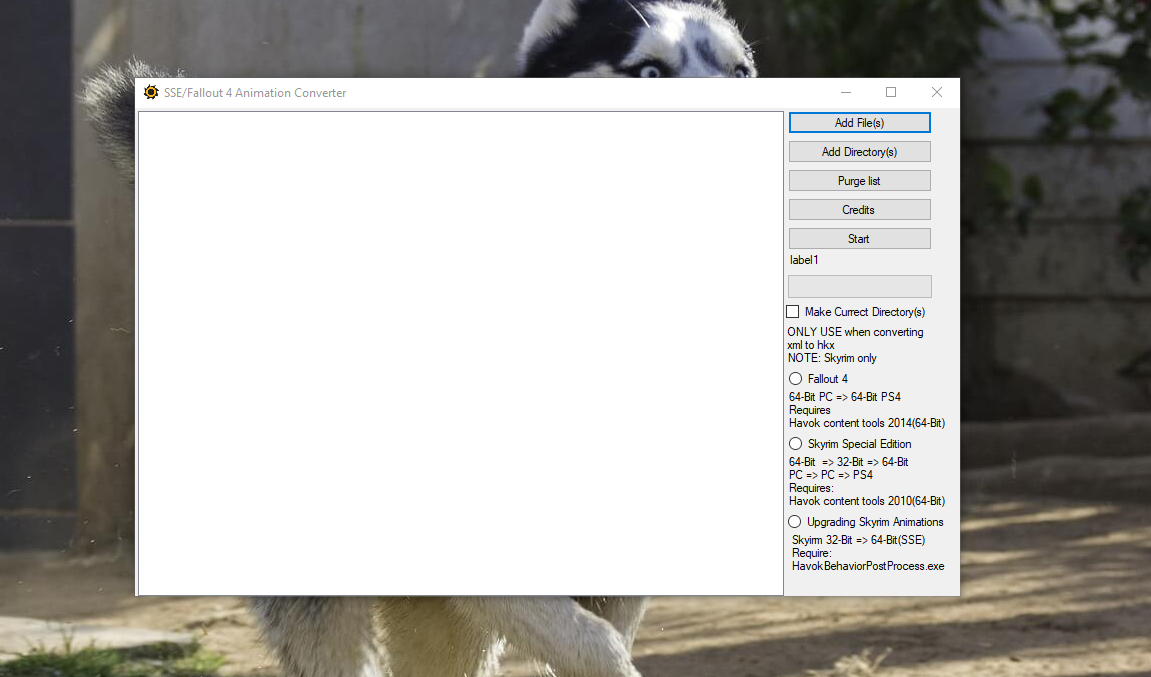 SSE/Fallout 4 Animation Converter
Add File(s)
Add Directory(s)
Purge list
Credits
Start
label1
Make Currect Directory(s)
ONLY USE when converting
xml to hkx
NOTE: Skyrim only
Fallout 4
64-Bit PC => 64-Bit PS4
Requires
Havok content tools 2014(64-Bit)
Skyrim Special Edition
64-Bit => 32-Bit => 64-Bit
PC => PC => PS4
Requires:
Havok content tools 2010(64-Bit)
Upgrading Skyrim Animations
Skyirm 32-Bit => 64-Bit(SSE)
Require:
HavokBehaviorPostProcess.exe